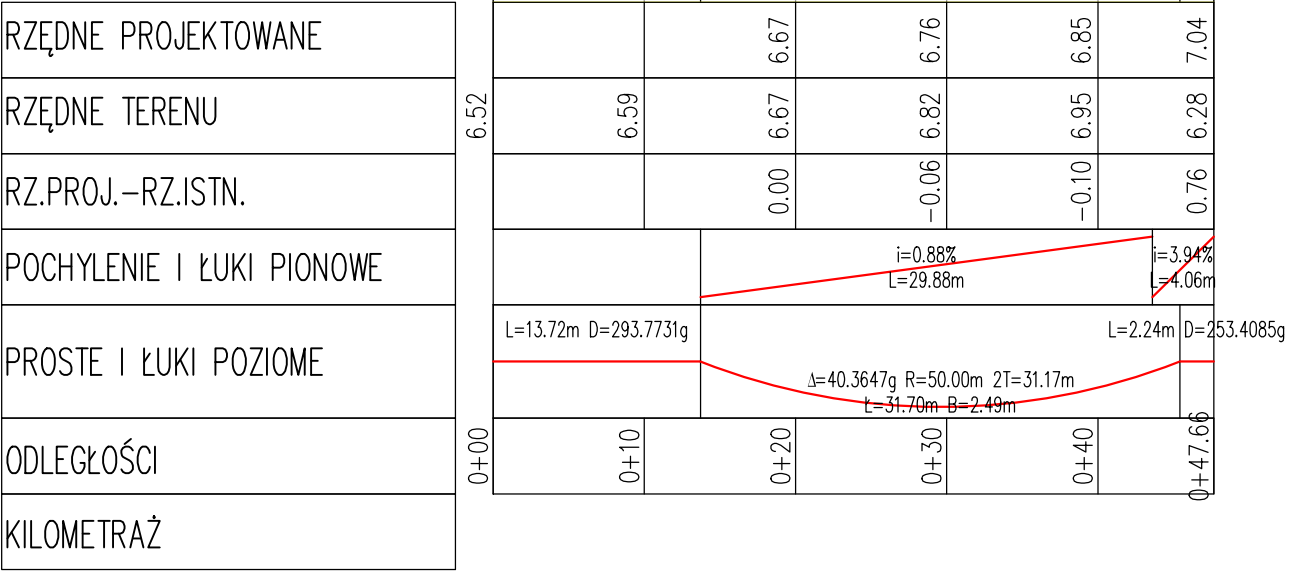 RZĘDNE PROJEKTOWANE 6.67 6.76 6.85 7.04
RZĘDNE TERENU 6.52 6.59 6.67 6.82 6.95 6.28
RZ.PROJ.–RZ.ISTN. 0.00 -0.06 -0.10 0.76
POCHYLENIE I ŁUKI PIONOWE
i=0.88% i=3.94%
L=29.88m L=4.06m
PROSTE I ŁUKI POZIOME
L=13.72m D=293.7731g L=2.24m D=253.4085g
Δ=40.3647g R=50.00m 2T=31.17m
Ł=31.70m B=2.49m
ODLEGŁOŚCI 0+00 0+10 0+20 0+30 0+40 0+47.66
KILOMETRAŻ